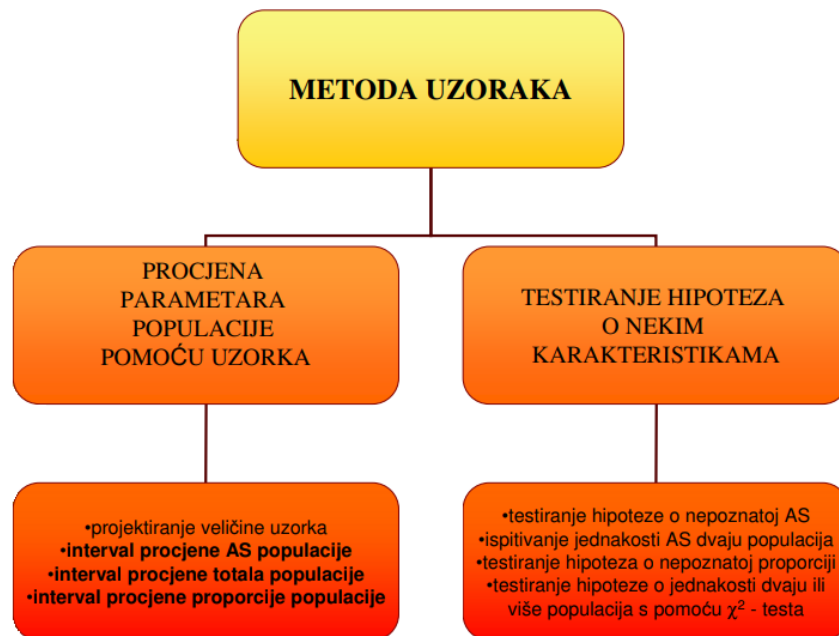 METODA UZORAKA
PROCJENA
PARAMETARA
POPULACIJE
POMOĆU UZORKA
TESTIRANJE HIPOTEZA
O NEKIM
KARAKTERISTIKAMA
•projektiranje veličine uzorka
•interval procjene AS populacije
•interval procjene totala populacije
•interval procjene proporcije populacije
•testiranje hipoteze o nepoznatoj AS
•ispitivanje jednakosti AS dvaju populacija
•testiranje hipoteza o nepoznatoj proporciji
•testiranje hipoteze o jednakosti dvaju ili
više populacija s pomoću χ² - testa